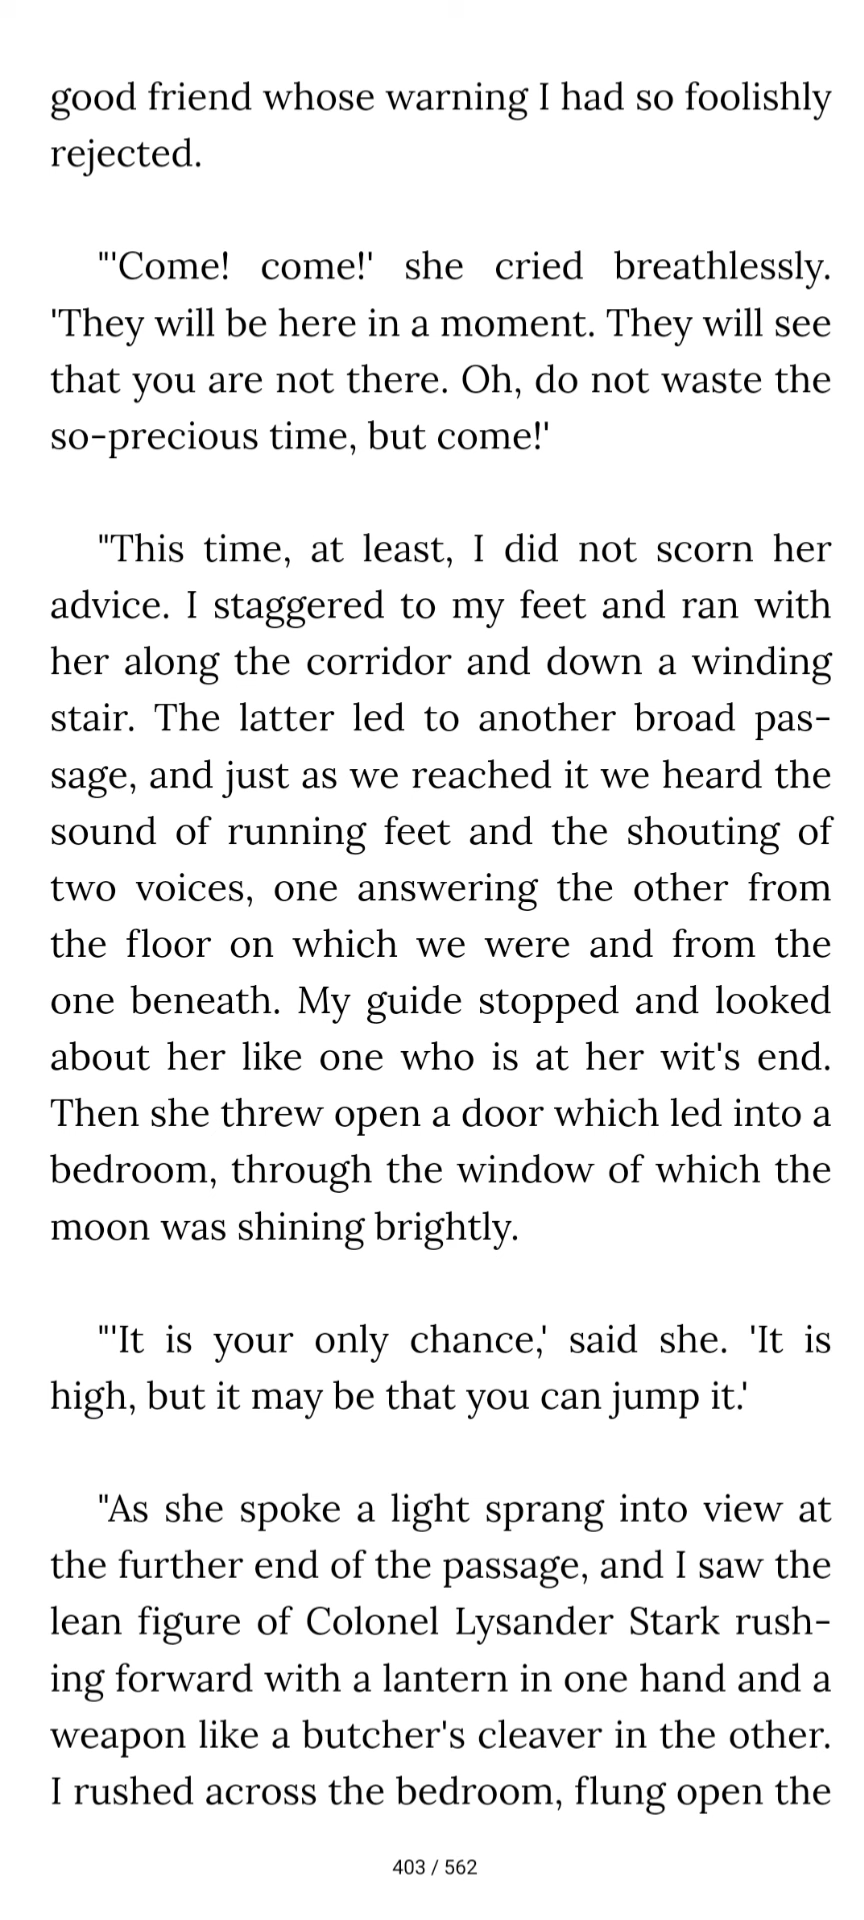 good friend whose warning I had so foolishly
rejected.
"'Come! come!' she cried breathlessly.
'They will be here in a moment. They will see
that you are not there. Oh, do not waste the
so-precious time, but come!'
"This time, at least, I did not scorn her
advice. I staggered to my feet and ran with
her along the corridor and down a winding
stair. The latter led to another broad pas-
sage, and just as we reached it we heard the
sound of running feet and the shouting of
two voices, one answering the other from
the floor on which we were and from the
one beneath. My guide stopped and looked
about her like one who is at her wit's end.
Then she threw open a door which led into a
bedroom, through the window of which the
moon was shining brightly.
"'It is your only chance,' said she. 'It is
high, but it may be that you can jump it.'
"As she spoke a light sprang into view at
the further end of the passage, and I saw the
lean figure of Colonel Lysander Stark rush-
ing forward with a lantern in one hand and a
weapon like a butcher's cleaver in the other.
I rushed across the bedroom, flung open the
403 / 562